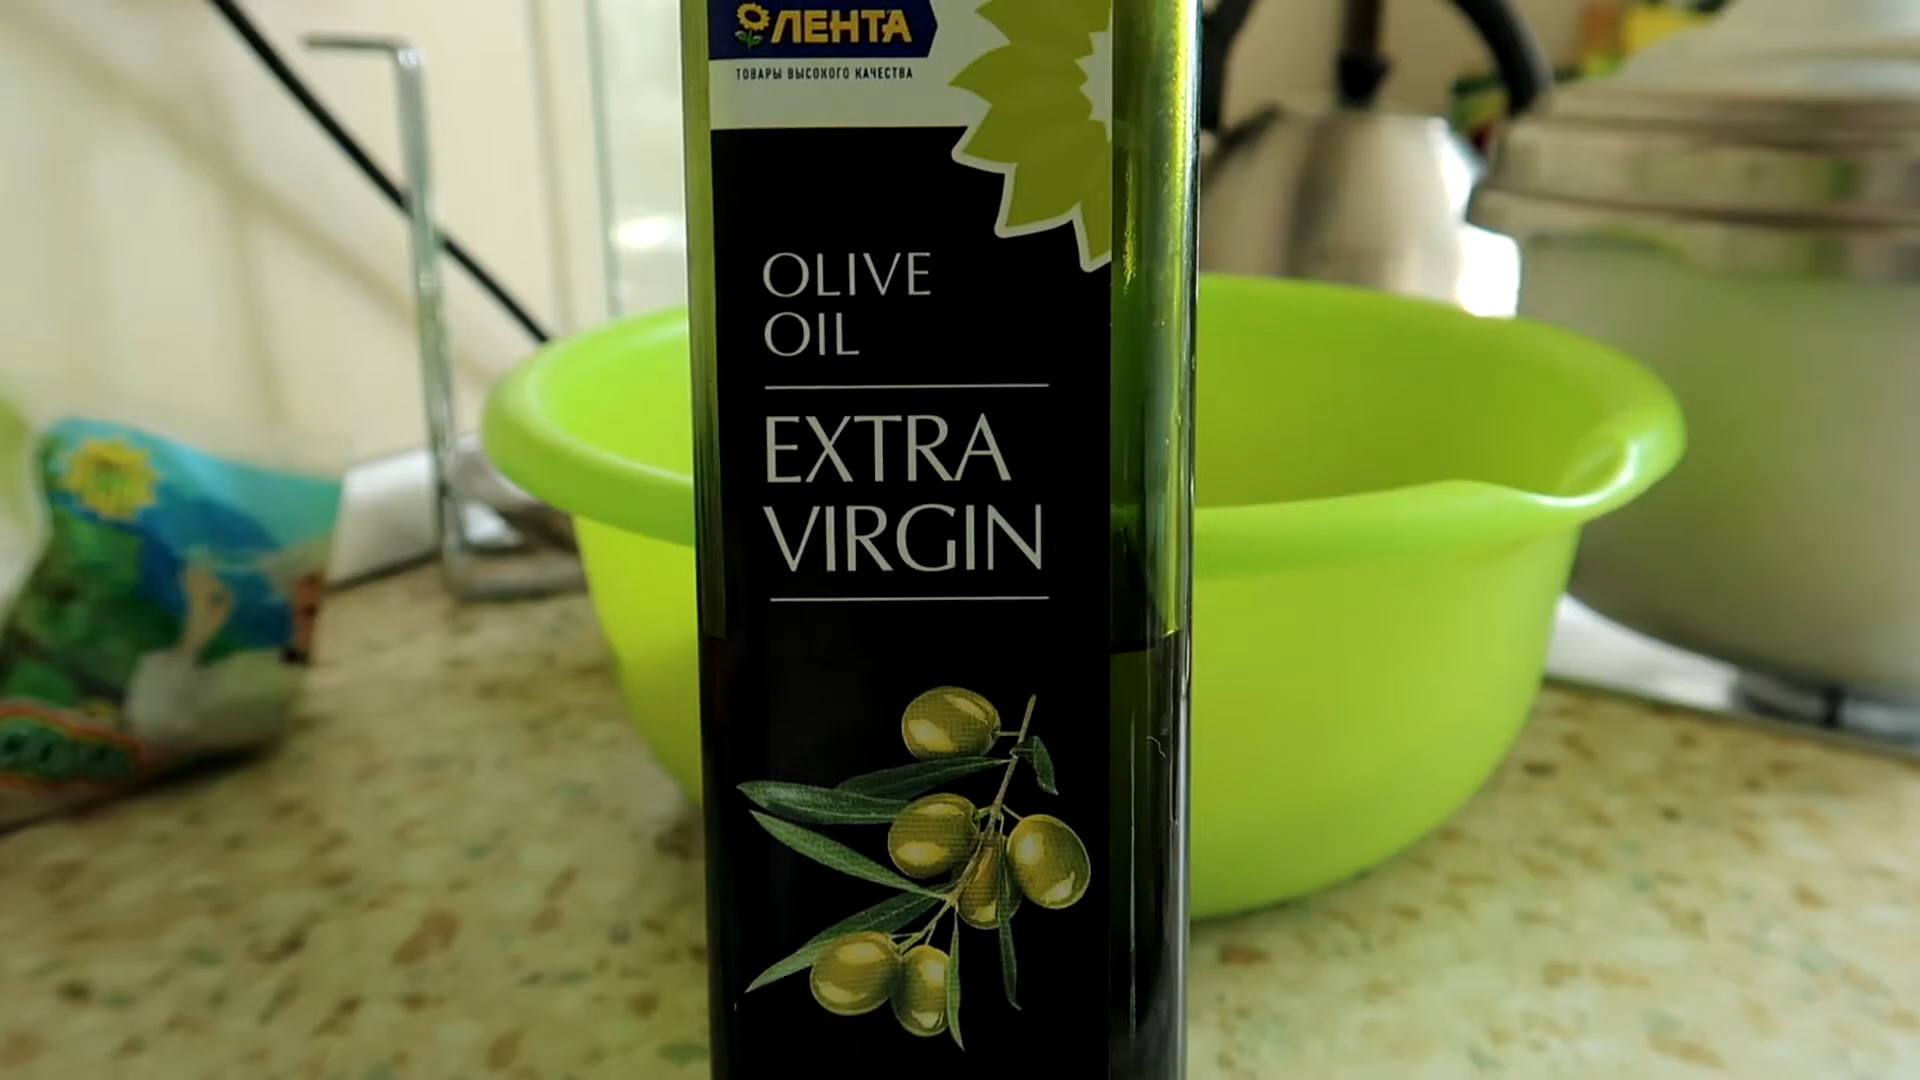 ЛЕНТА
ТОВАРЫ ВЫСОКОГО КАЧЕСТВА
OLIVE
OIL
EXTRA
VIRGIN